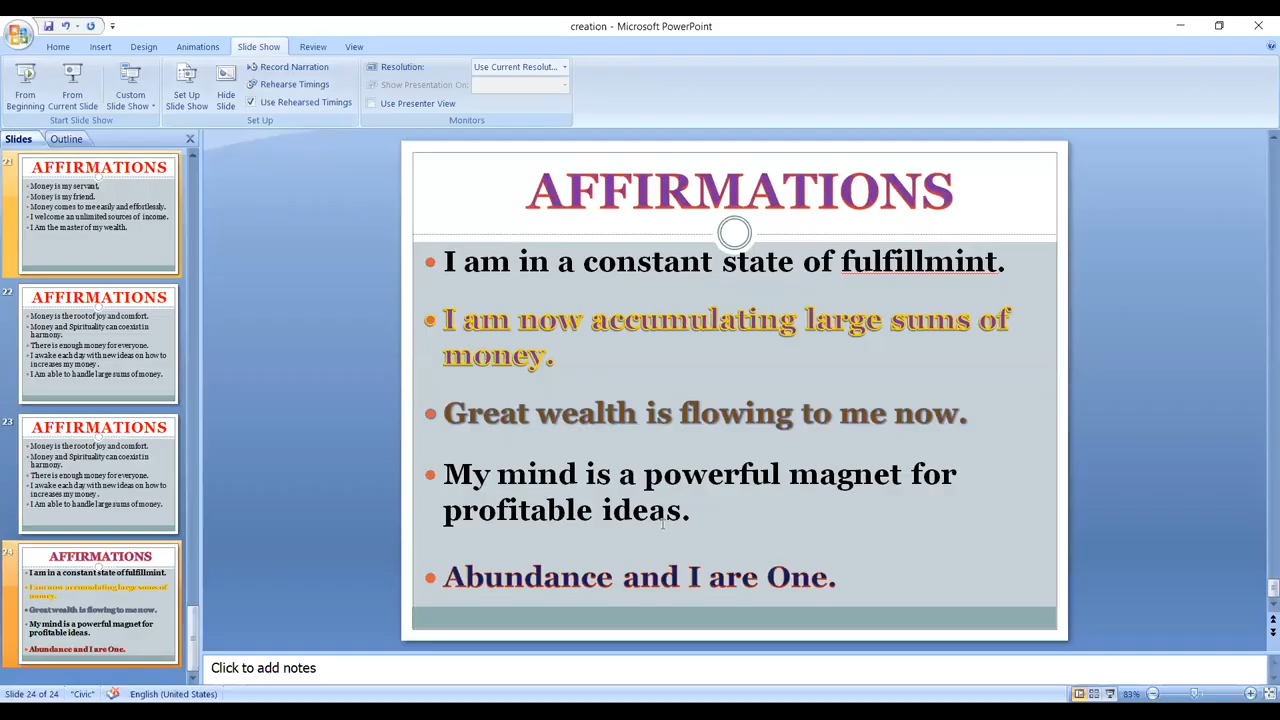 creation - Microsoft PowerPoint
Home Insert Design Animations Slide Show Review View
From Beginning
From Current Slide
Custom Slide Show
Start Slide Show
Set Up Slide Show
Hide Slide
Record Narration
Rehearse Timings
Use Rehearsed Timings
Set Up
Resolution: Use Current Resolut...
Show Presentation On:
Use Presenter View
Monitors
Slides Outline
21
AFFIRMATIONS
Money is my servant.
Money is my friend.
Money comes to me easily and effortlessly.
I welcome an unlimited sources of income.
I Am the master of my wealth.
22
AFFIRMATIONS
Money is the root of joy and comfort.
Money and Spirituality can coexist in
harmony.
There is enough money for everyone.
I awake each day with new ideas on how to
increases my money .
I Am able to handle large sums of money.
23
AFFIRMATIONS
Money is the root of joy and comfort.
Money and Spirituality can coexist in
harmony.
There is enough money for everyone.
I awake each day with new ideas on how to
increases my money .
I Am able to handle large sums of money.
24
AFFIRMATIONS
I am in a constant state of fulfillmint.
I am now accumulating large sums of
money.
Great wealth is flowing to me now.
My mind is a powerful magnet for
profitable ideas.
Abundance and I are One.
AFFIRMATIONS
• I am in a constant state of fulfillmint.
• I am now accumulating large sums of
money.
• Great wealth is flowing to me now.
• My mind is a powerful magnet for
profitable ideas.
• Abundance and I are One.
Click to add notes
Slide 24 of 24 "Civic" English (United States) 83%